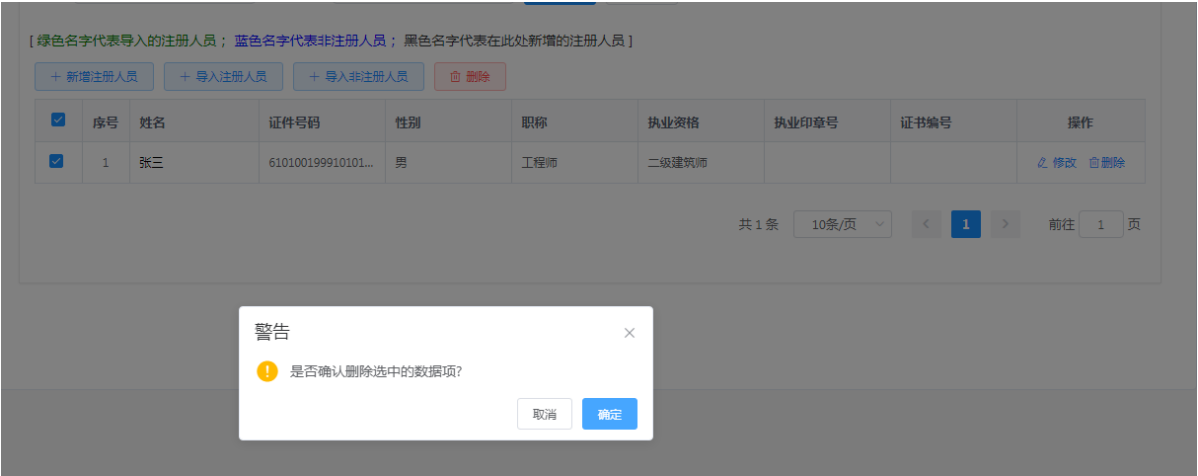 [ 绿色名字代表导入的注册人员； 蓝色名字代表非注册人员； 黑色名字代表在此处新增的注册人员 ]
+ 新增注册人员 + 导入注册人员 + 导入非注册人员 删除
序号 姓名 证件号码 性别 职称 执业资格 执业印章号 证书编号 操作
1 张三 610100199910101... 男 工程师 二级建筑师 修改 删除
共 1 条 10条/页 < 1 > 前往 1 页
警告
是否确认删除选中的数据项?
取消 确定